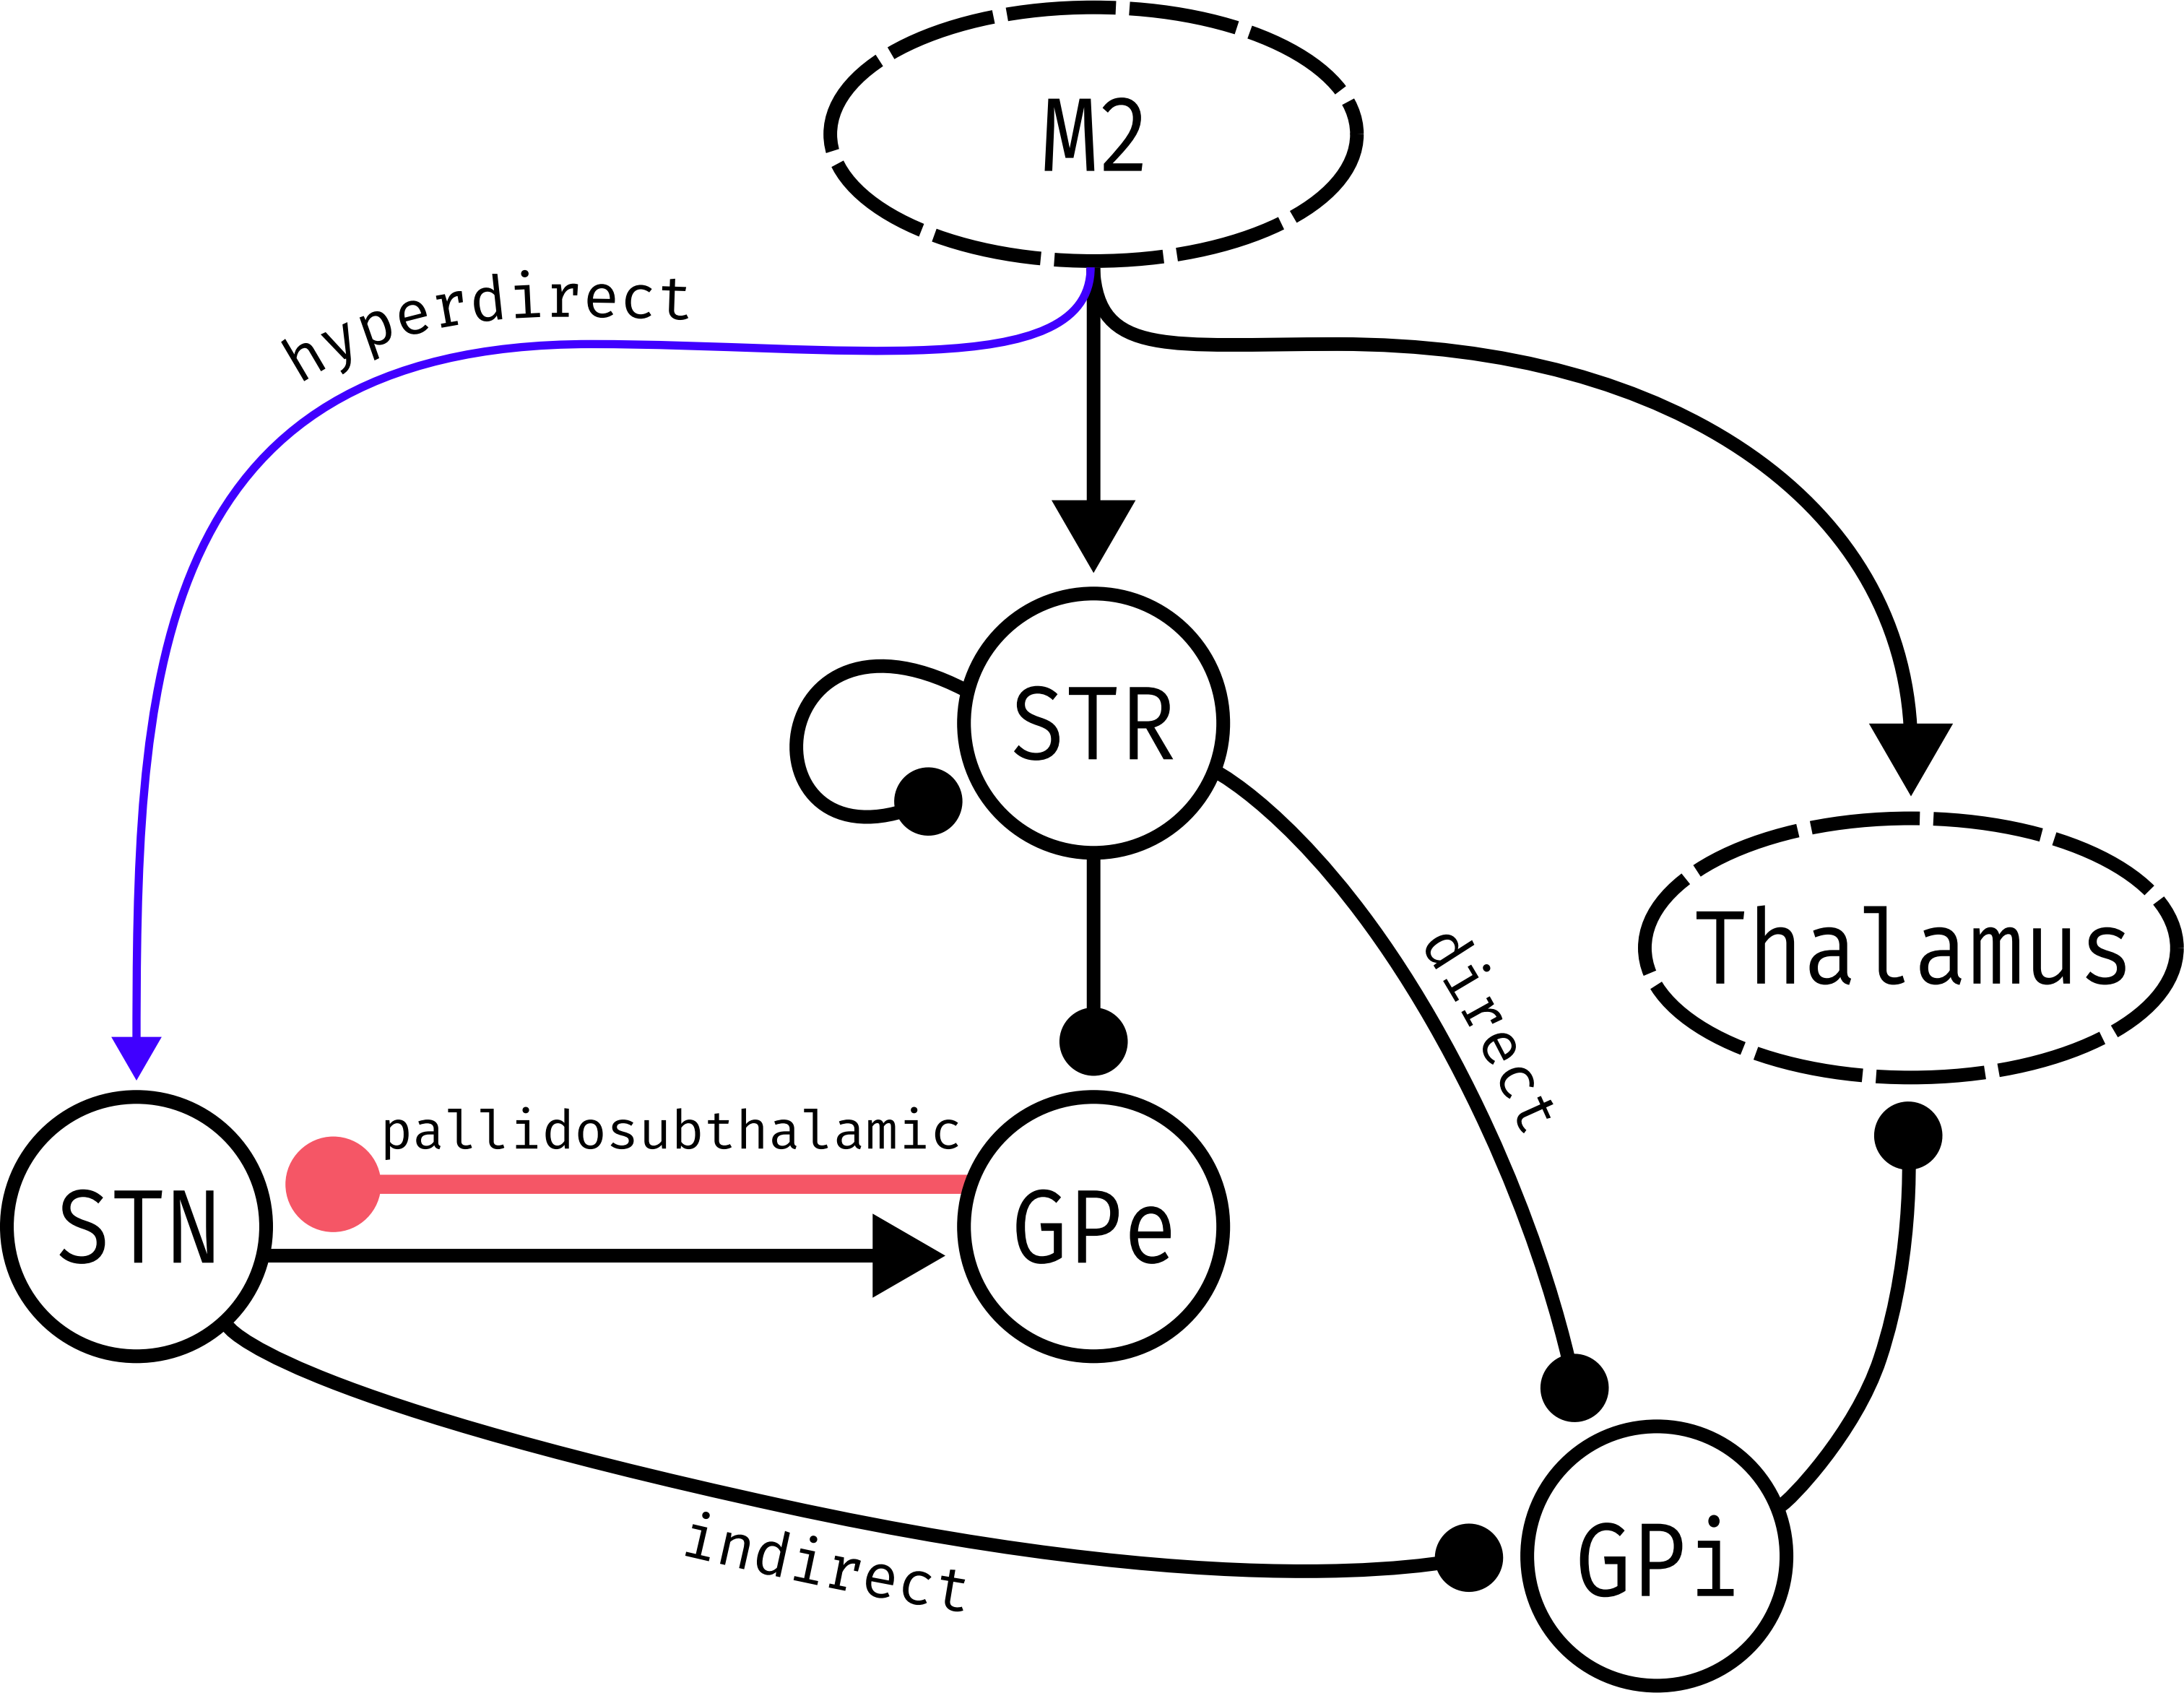 M2
hyperdirect
STR
direct
Thalamus
pallidosubthalamic
STN
GPe
indirect
GPi